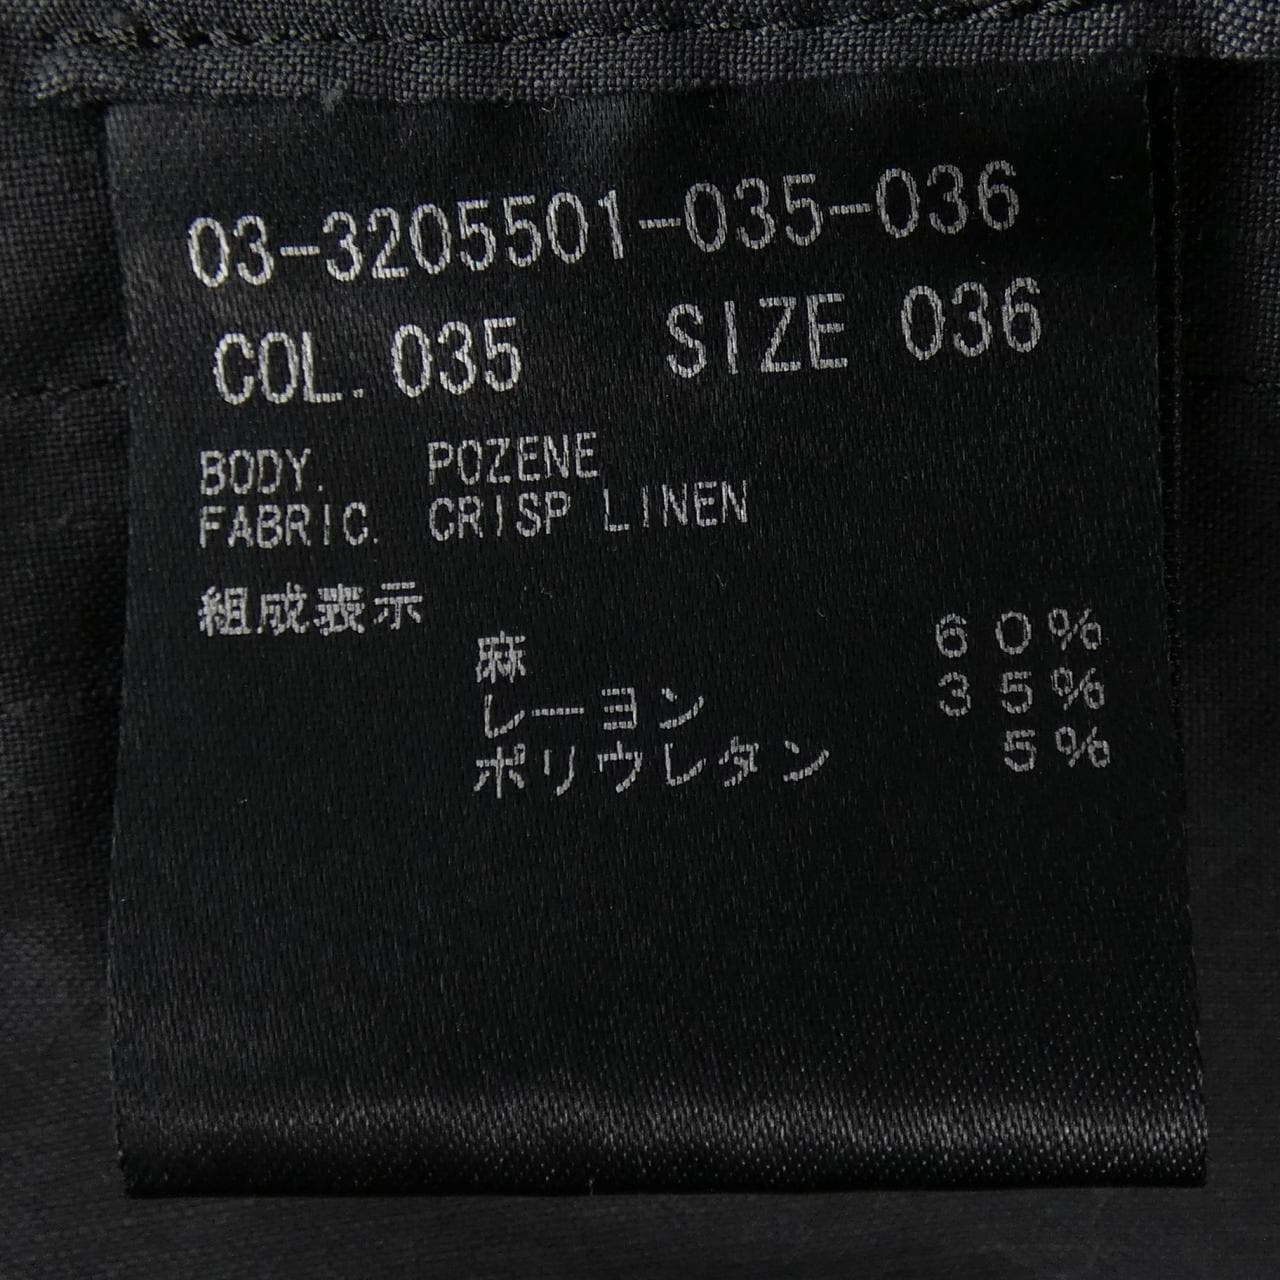 03-3205501-035-036
COL. 035 SIZE 036
BODY. POZENE
FABRIC. CRISP LINEN
組成表示
麻 60%
レーヨン 35%
ポリウレタン 5%